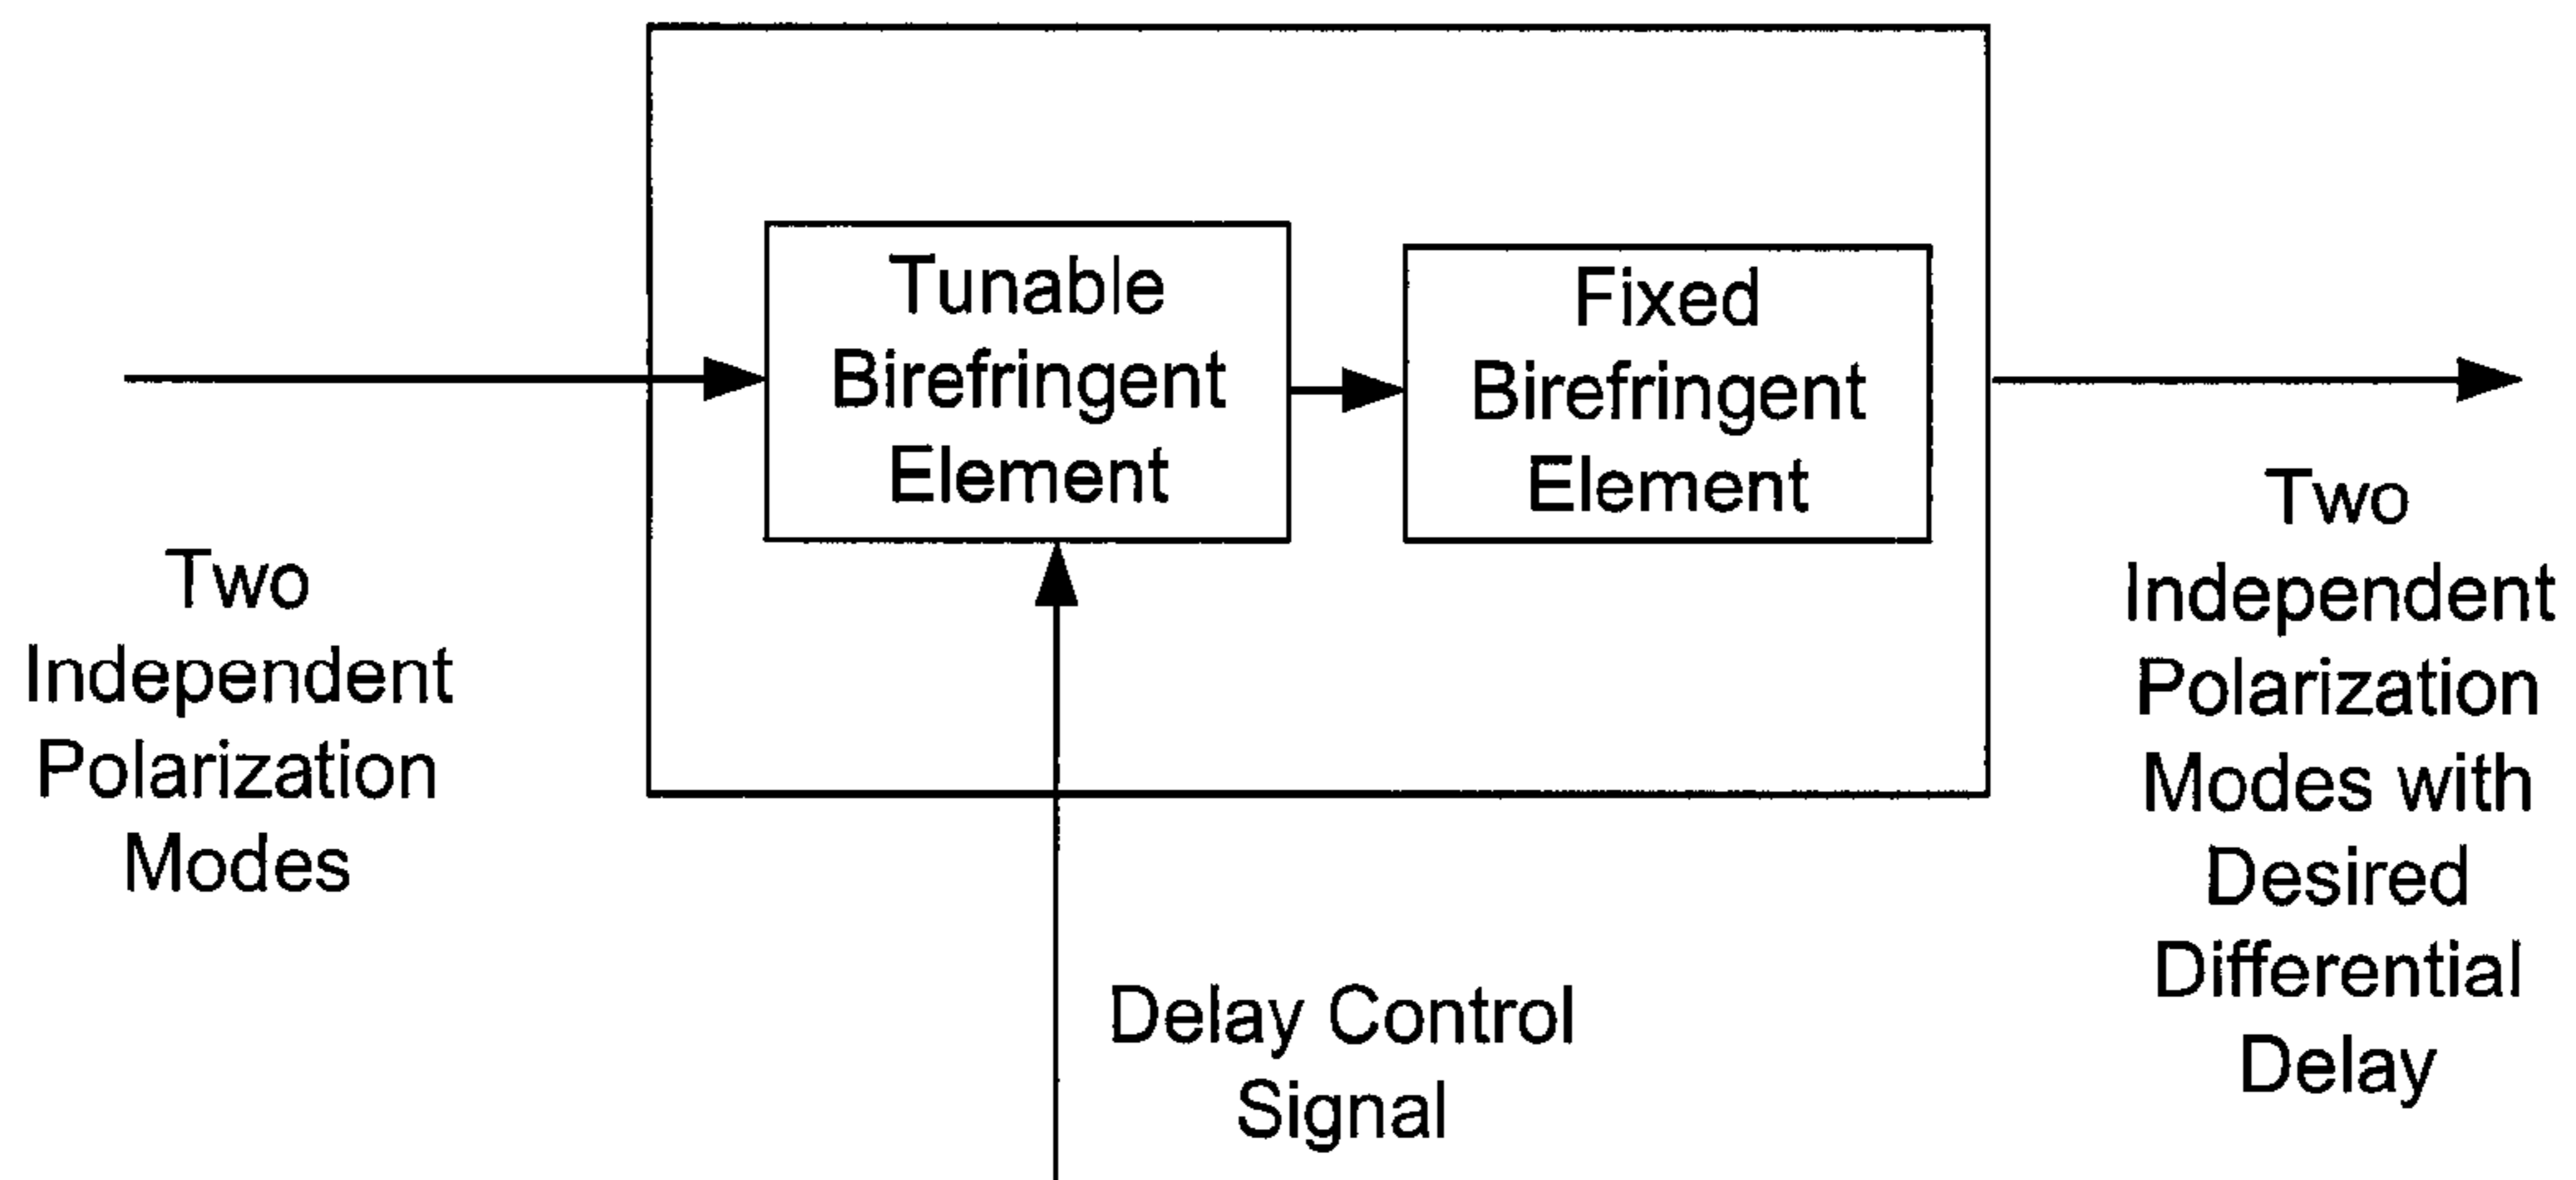 Tunable
Birefringent
Element
Fixed
Birefringent
Element
Two
Independent
Polarization
Modes
Two
Independent
Polarization
Modes with
Desired
Differential
Delay
Delay Control
Signal